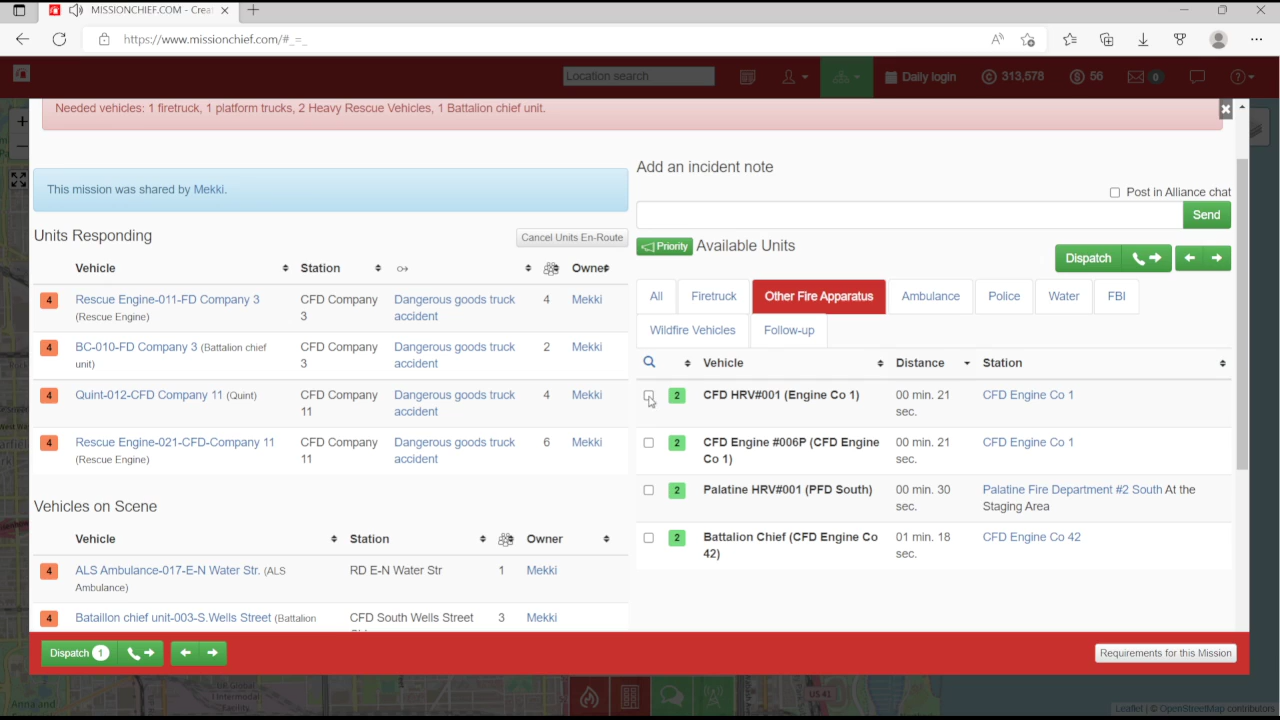 MISSIONCHIEF.COM - Crea
https://www.missionchief.com/#_=_
Location search
Daily login
313,578
56
0
Needed vehicles: 1 firetruck, 1 platform trucks, 2 Heavy Rescue Vehicles, 1 Battalion chief unit.
This mission was shared by Mekki.
Units Responding
Cancel Units En-Route
Vehicle Station Owner
4 Rescue Engine-011-FD Company 3 CFD Company Dangerous goods truck 4 Mekki
(Rescue Engine) 3 accident
4 BC-010-FD Company 3 (Battalion chief CFD Company Dangerous goods truck 2 Mekki
unit) 3 accident
4 Quint-012-CFD Company 11 (Quint) CFD Company Dangerous goods truck 4 Mekki
11 accident
4 Rescue Engine-021-CFD-Company 11 CFD Company Dangerous goods truck 6 Mekki
(Rescue Engine) 11 accident
Vehicles on Scene
Vehicle Station Owner
4 ALS Ambulance-017-E-N Water Str. (ALS RD E-N Water Str 1 Mekki
Ambulance)
4 Bataillon chief unit-003-S.Wells Street (Battalion CFD South Wells Street 3 Mekki
Add an incident note
Post in Alliance chat
Send
Priority Available Units
Dispatch
All Firetruck Other Fire Apparatus Ambulance Police Water FBI
Wildfire Vehicles Follow-up
Vehicle Distance Station
2 CFD HRV#001 (Engine Co 1) 00 min. 21 CFD Engine Co 1
sec.
2 CFD Engine #006P (CFD Engine 00 min. 21 CFD Engine Co 1
Co 1) sec.
2 Palatine HRV#001 (PFD South) 00 min. 30 Palatine Fire Department #2 South At the
sec. Staging Area
2 Battalion Chief (CFD Engine Co 01 min. 18 CFD Engine Co 42
42) sec.
Dispatch 1
Requirements for this Mission
Intermodal
Facility
Anna and
US 41
Leaflet | © OpenStreetMap contributors